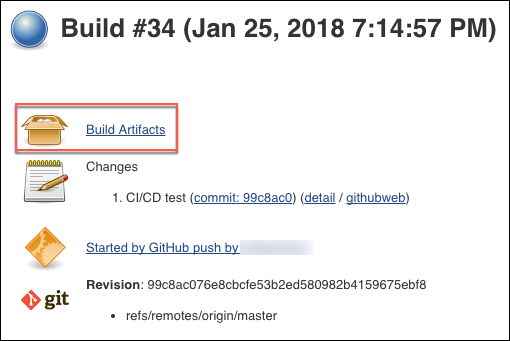 Build #34 (Jan 25, 2018 7:14:57 PM)
Build Artifacts
Changes
1. CI/CD test (commit: 99c8ac0) (detail / githubweb)
Started by GitHub push by
git Revision: 99c8ac076e8cbcfe53b2ed580982b4159675ebf8
• refs/remotes/origin/master